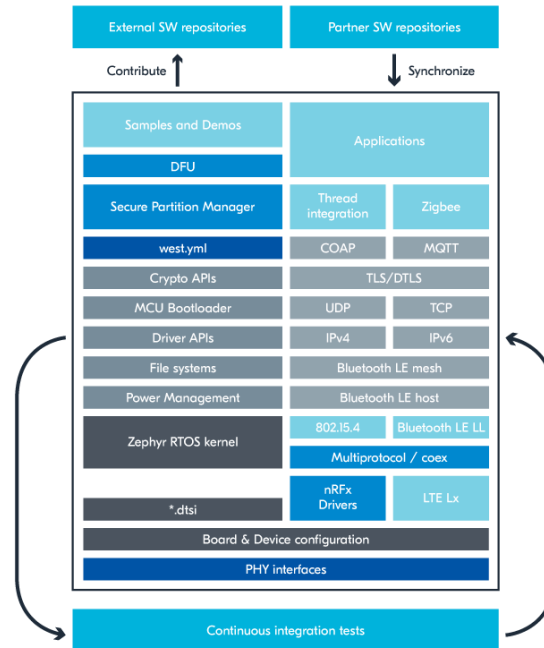 External SW repositories
Partner SW repositories
Contribute
Synchronize
Samples and Demos
Applications
DFU
Secure Partition Manager
Thread
integration
Zigbee
west.yml
COAP
MQTT
Crypto APIs
TLS/DTLS
MCU Bootloader
UDP
TCP
Driver APIs
IPv4
IPv6
File systems
Bluetooth LE mesh
Power Management
Bluetooth LE host
Zephyr RTOS kernel
802.15.4
Bluetooth LE LL
Multiprotocol / coex
*.dtsi
nRFx
Drivers
LTE Lx
Board & Device configuration
PHY interfaces
Continuous integration tests